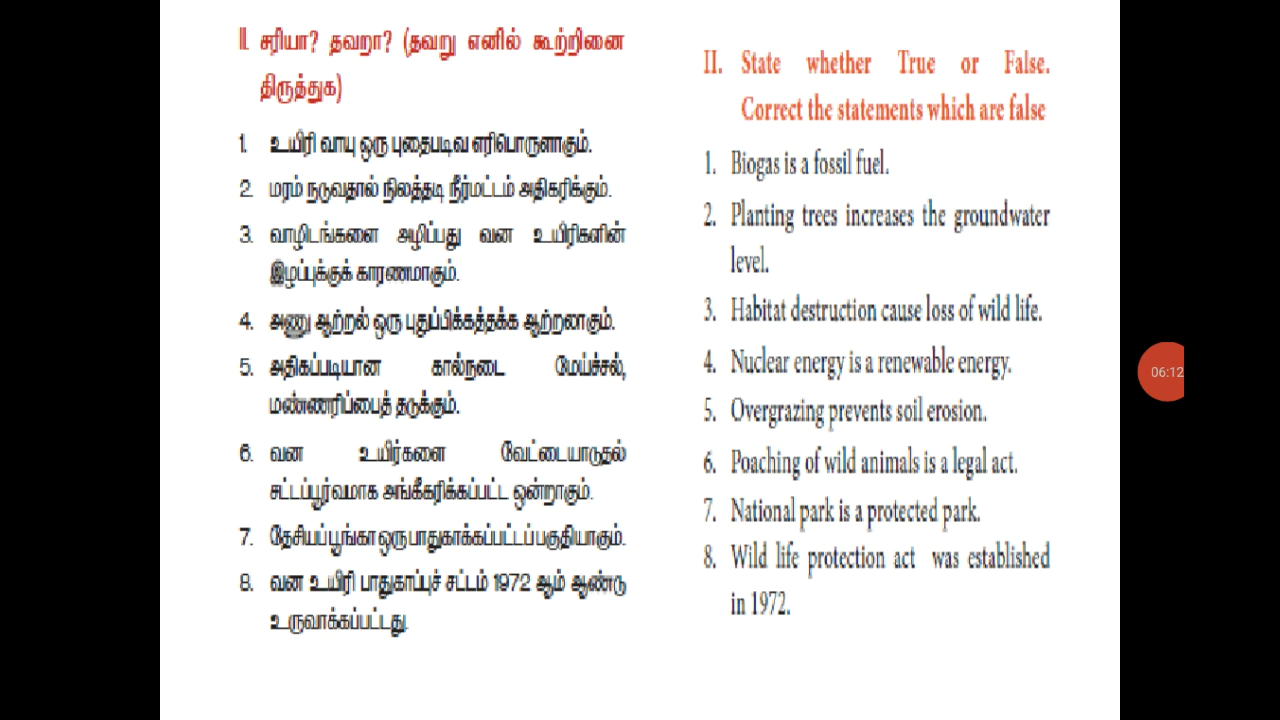 II. சரியா? தவறா? (தவறு எனில் கூற்றினை
திருத்துக)
1. உயிரி வாயு ஒரு புதைபடிவ எரிபொருளாகும்.
2. மரம் நடுவதால் நிலத்தடி நீர்மட்டம் அதிகரிக்கும்.
3. வாழிடங்களை அழிப்பது வன உயிரிகளின்
இழப்புக்குக் காரணமாகும்.
4. அணு ஆற்றல் ஒரு புதுப்பிக்கத்தக்க ஆற்றலாகும்.
5. அதிகப்படியான கால்நடை மேய்ச்சல்,
மண்ணரிப்பைத் தடுக்கும்.
6. வன உயிர்களை வேட்டையாடுதல்
சட்டப்பூர்வமாக அங்கீகரிக்கப்பட்ட ஒன்றாகும்.
7. தேசியப் பூங்கா ஒரு பாதுகாக்கப்பட்டப் பகுதியாகும்.
8. வன உயிரி பாதுகாப்புச் சட்டம் 1972 ஆம் ஆண்டு
உருவாக்கப்பட்டது.
II. State whether True or False.
Correct the statements which are false
1. Biogas is a fossil fuel.
2. Planting trees increases the groundwater
level.
3. Habitat destruction cause loss of wild life.
4. Nuclear energy is a renewable energy.
5. Overgrazing prevents soil erosion.
6. Poaching of wild animals is a legal act.
7. National park is a protected park.
8. Wild life protection act was established
in 1972.
06:12